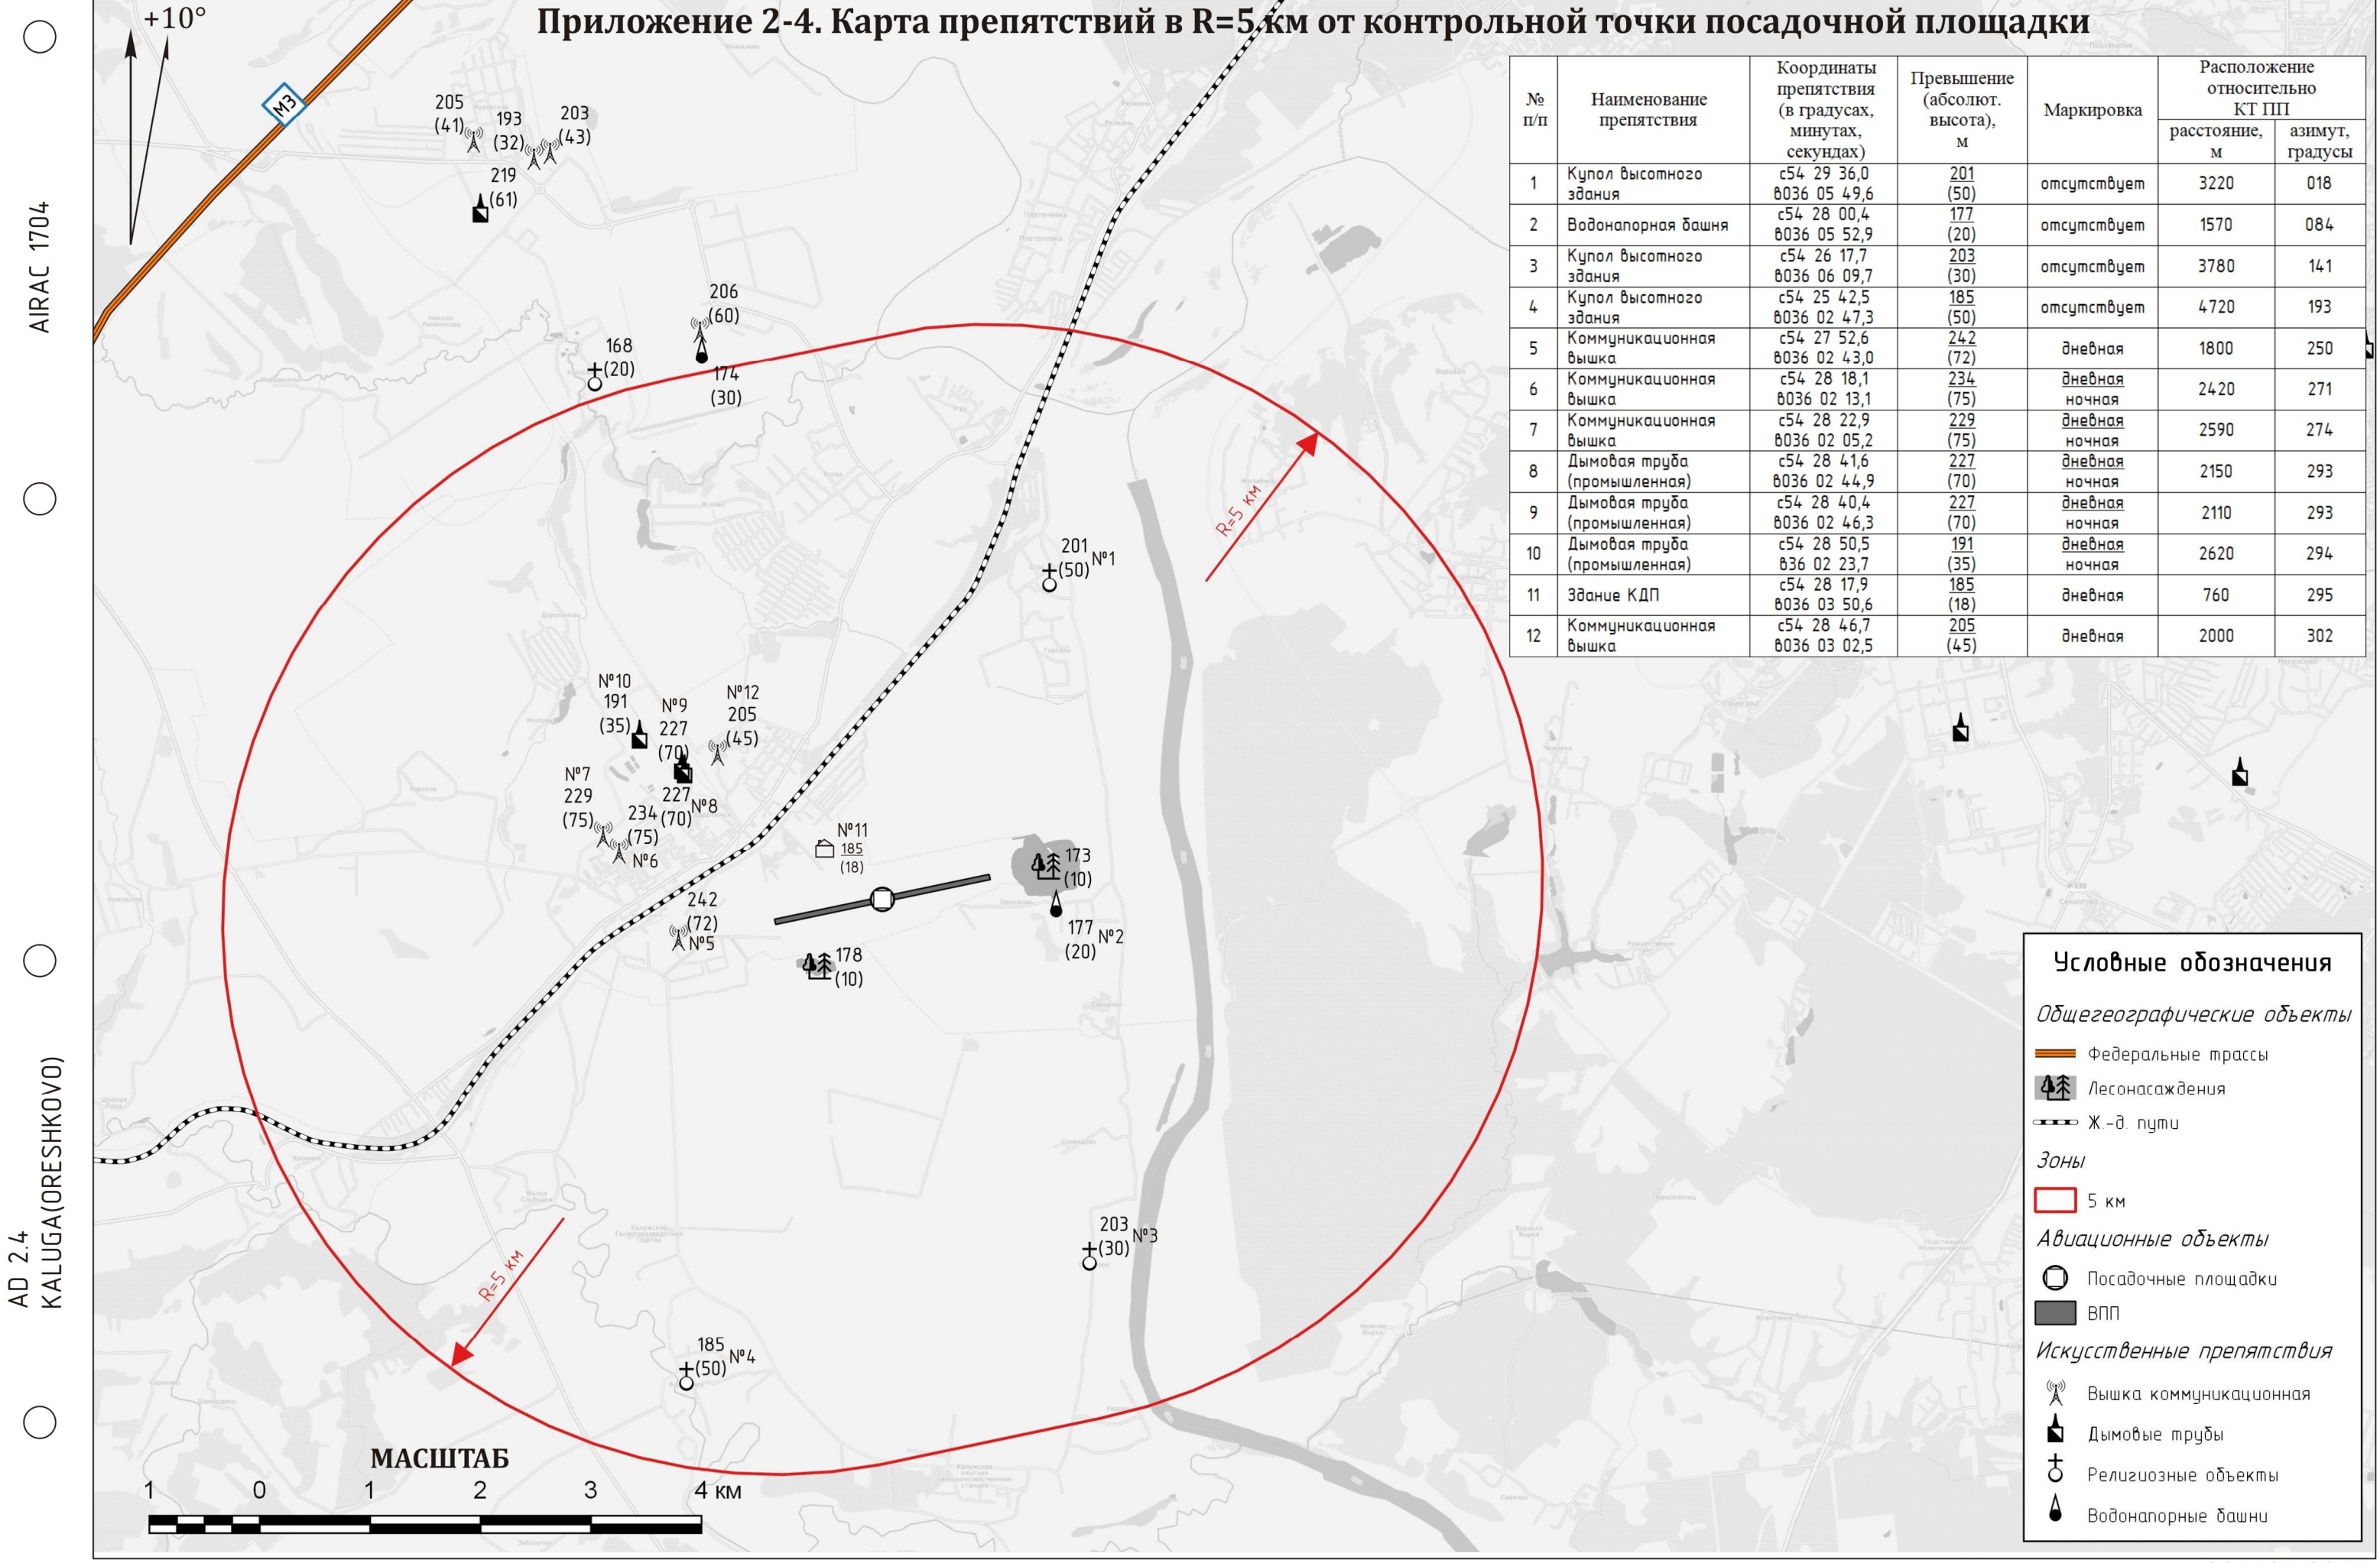 Приложение 2-4. Карта препятствий в R=5 км от контрольной точки посадочной площадки
+10°
М3
AIRAC 1704
AD 2.4
KALUGA(ORESHKOVO)
№ п/п
Наименование препятствия
Координаты препятствия (в градусах, минутах, секундах)
Превышение (абсолют. высота), м
Маркировка
Расположение относительно КТ ПП
расстояние, м
азимут, градусы
1 Купол высотного здания с54 29 36,0 в036 05 49,6 201 (50) отсутствует 3220 018
2 Водонапорная башня с54 28 00,4 в036 05 52,9 177 (20) отсутствует 1570 084
3 Купол высотного здания с54 26 17,7 в036 06 09,7 203 (30) отсутствует 3780 141
4 Купол высотного здания с54 25 42,5 в036 02 47,3 185 (50) отсутствует 4720 193
5 Коммуникационная вышка с54 27 52,6 в036 02 43,0 242 (72) дневная 1800 250
6 Коммуникационная вышка с54 28 18,1 в036 02 13,1 234 (75) дневная ночная 2420 271
7 Коммуникационная вышка с54 28 22,9 в036 02 05,2 229 (75) дневная ночная 2590 274
8 Дымовая труба (промышленная) с54 28 41,6 в036 02 44,9 227 (70) дневная ночная 2150 293
9 Дымовая труба (промышленная) с54 28 40,4 в036 02 46,3 227 (70) дневная ночная 2110 293
10 Дымовая труба (промышленная) с54 28 50,5 в36 02 23,7 191 (35) дневная ночная 2620 294
11 Здание КДП с54 28 17,9 в036 03 50,6 185 (18) дневная 760 295
12 Коммуникационная вышка с54 28 46,7 в036 03 02,5 205 (45) дневная 2000 302
205
(41)
193
(32)
203
(43)
219
(61)
206
(60)
168
(20)
174
(30)
R=5 км
201
(50) №1
№10
191
(35)
№9
227
(70)
№12
205
(45)
№7
229
(75)
227
(70) №8
234
(75)
№6
№11
185
(18)
173
(10)
242
(72)
№5
177
(20) №2
178
(10)
203
(30) №3
R=5 км
185
(50) №4
МАСШТАБ
1 0 1 2 3 4 км
Условные обозначения
Общегеографические объекты
Федеральные трассы
Лесонасаждения
Ж.-д. пути
Зоны
5 км
Авиационные объекты
Посадочные площадки
ВПП
Искусственные препятствия
Вышка коммуникационная
Дымовые трубы
Религиозные объекты
Водонапорные башни